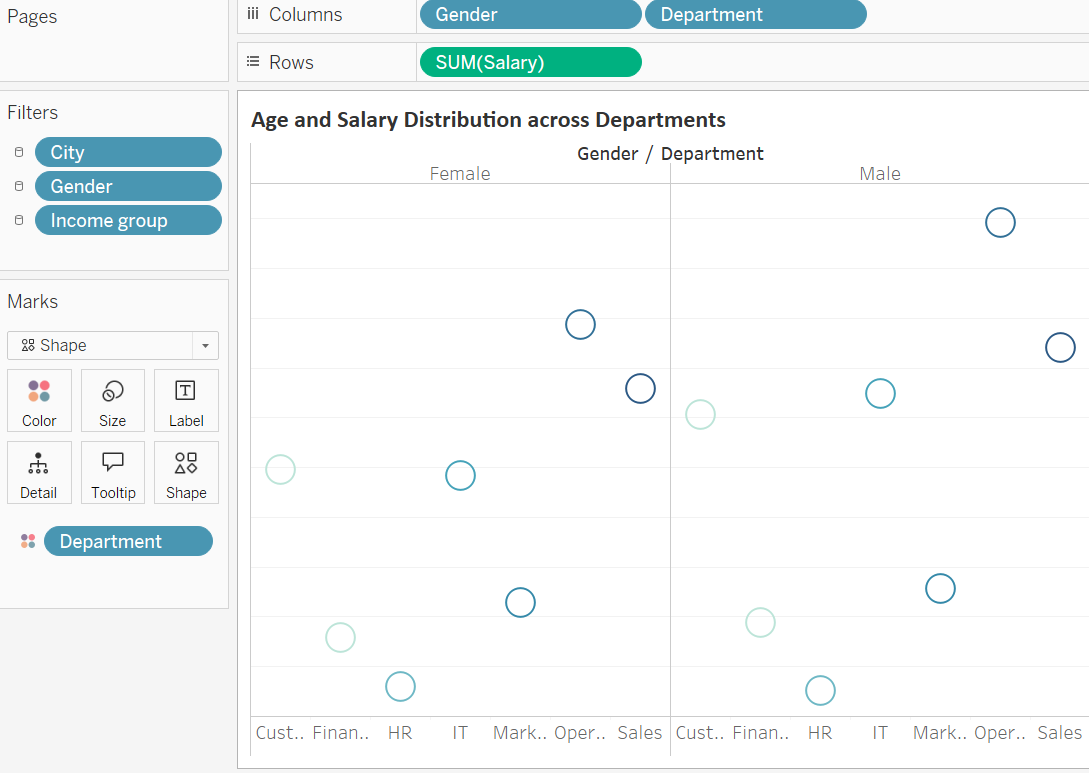 Pages
Columns Gender Department
Rows SUM(Salary)
Filters
City
Gender
Income group
Marks
Shape
Color Size Label
Detail Tooltip Shape
Department
Age and Salary Distribution across Departments
Gender / Department
Female Male
Cust.. Finan.. HR IT Mark.. Oper.. Sales Cust.. Finan.. HR IT Mark.. Oper.. Sales